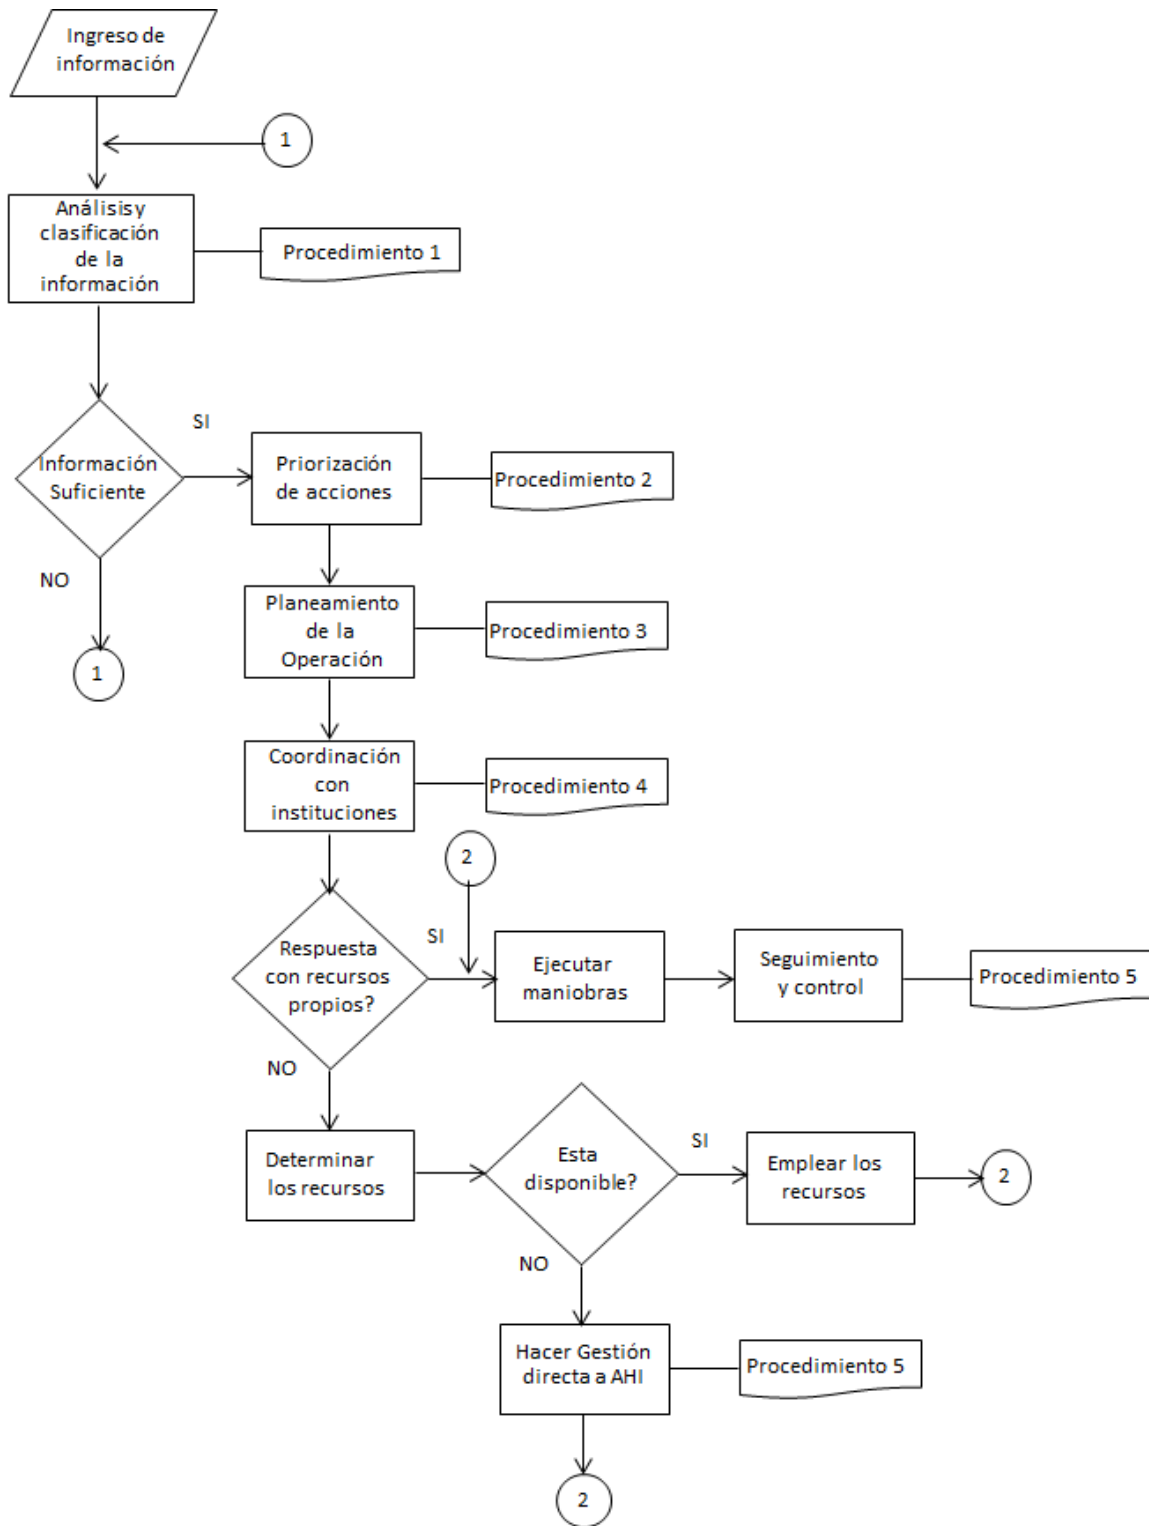 Ingreso de
información
1
Análisis y
clasificación
de la
información
Procedimiento 1
SI
Información
Suficiente
Priorización
de acciones
Procedimiento 2
NO
1
Planeamiento
de la
Operación
Procedimiento 3
Coordinación
con
instituciones
Procedimiento 4
2
SI
Respuesta
con recursos
propios?
Ejecutar
maniobras
Seguimiento
y control
Procedimiento 5
NO
Determinar
los recursos
Esta
disponible?
SI
Emplear los
recursos
2
NO
Hacer Gestión
directa a AHI
Procedimiento 5
2